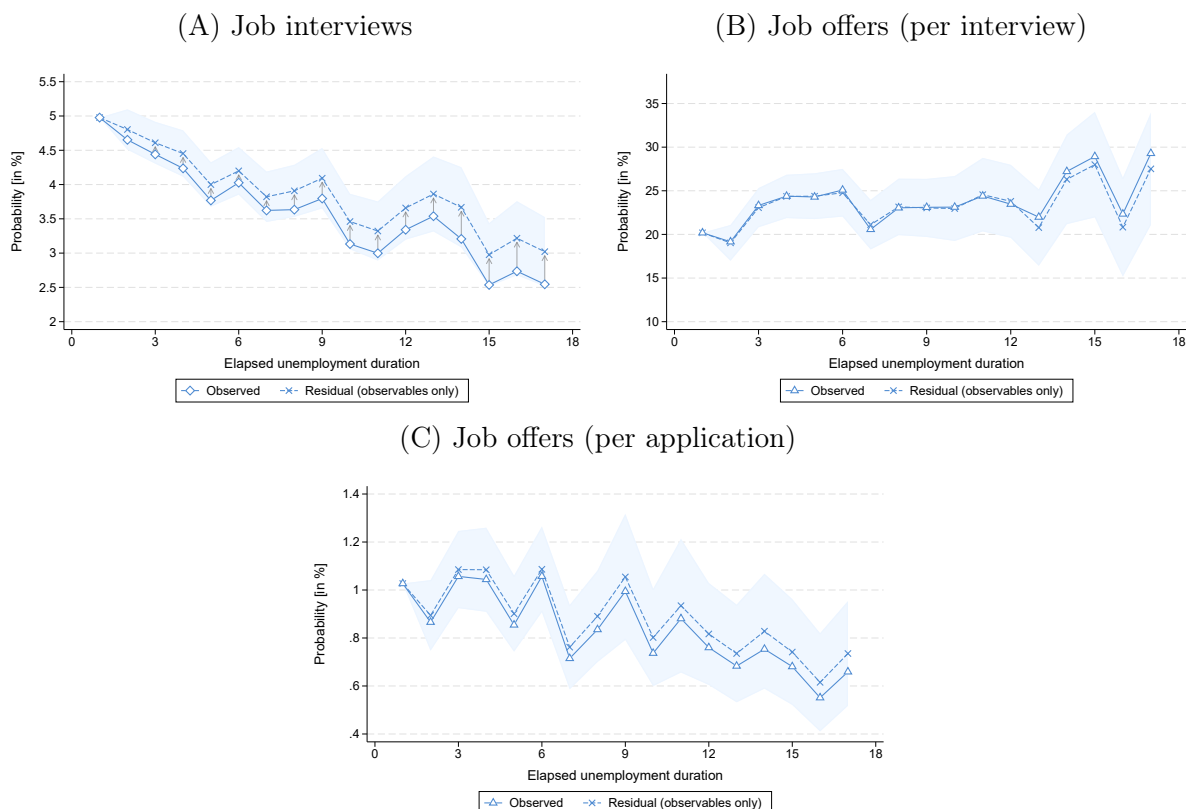 (A) Job interviews
5.5
5
4.5
4
3.5
3
2.5
2
Probability [in %]
0 3 6 9 12 15 18
Elapsed unemployment duration
Observed Residual (observables only)
(B) Job offers (per interview)
35
30
25
20
15
10
Probability [in %]
0 3 6 9 12 15 18
Elapsed unemployment duration
Observed Residual (observables only)
(C) Job offers (per application)
1.4
1.2
1
.8
.6
.4
Probability [in %]
0 3 6 9 12 15 18
Elapsed unemployment duration
Observed Residual (observables only)